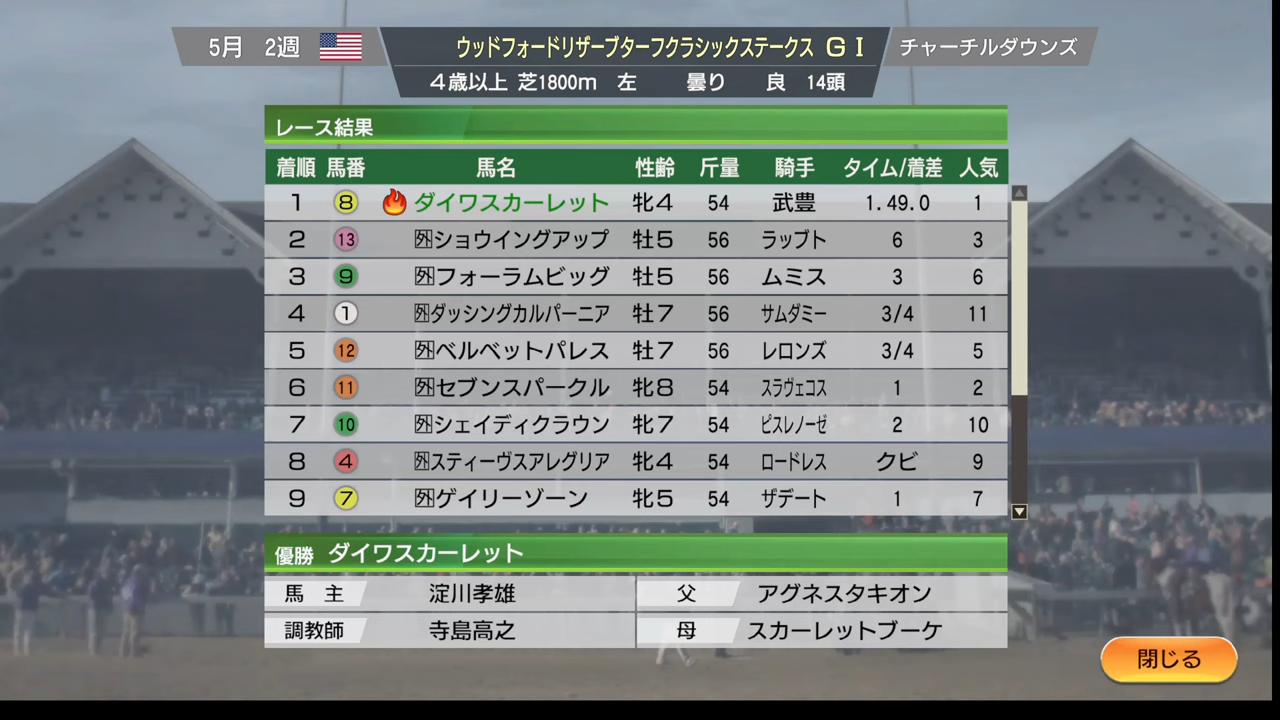 5月 2週 ウッドフォードリザーブターフクラシックステークス GⅠ チャーチルダウンズ
4歳以上 芝1800m 左 曇り 良 14頭
レース結果
着順 馬番 馬名 性齢 斤量 騎手 タイム/着差 人気
1 8 ダイワスカーレット 牝4 54 武豊 1.49.0 1
2 13 外ショウイングアップ 牡5 56 ラップト 6 3
3 9 外フォーラムビッグ 牡5 56 ムミス 3 6
4 1 外ダッシングカルパーニア 牡7 56 サムダミー 3/4 11
5 12 外ベルベットパレス 牡7 56 レロンズ 3/4 5
6 11 外セブンスパークル 牝8 54 スラヴェコス 1 2
7 10 外シェイディクラウン 牝7 54 ピスレノーゼ 2 10
8 4 外スティーヴスアレグリア 牝4 54 ロードレス クビ 9
9 7 外ゲイリーゾーン 牝5 54 ザデート 1 7
優勝 ダイワスカーレット
馬主 淀川孝雄 父 アグネスタキオン
調教師 寺島高之 母 スカーレットブーケ
閉じる